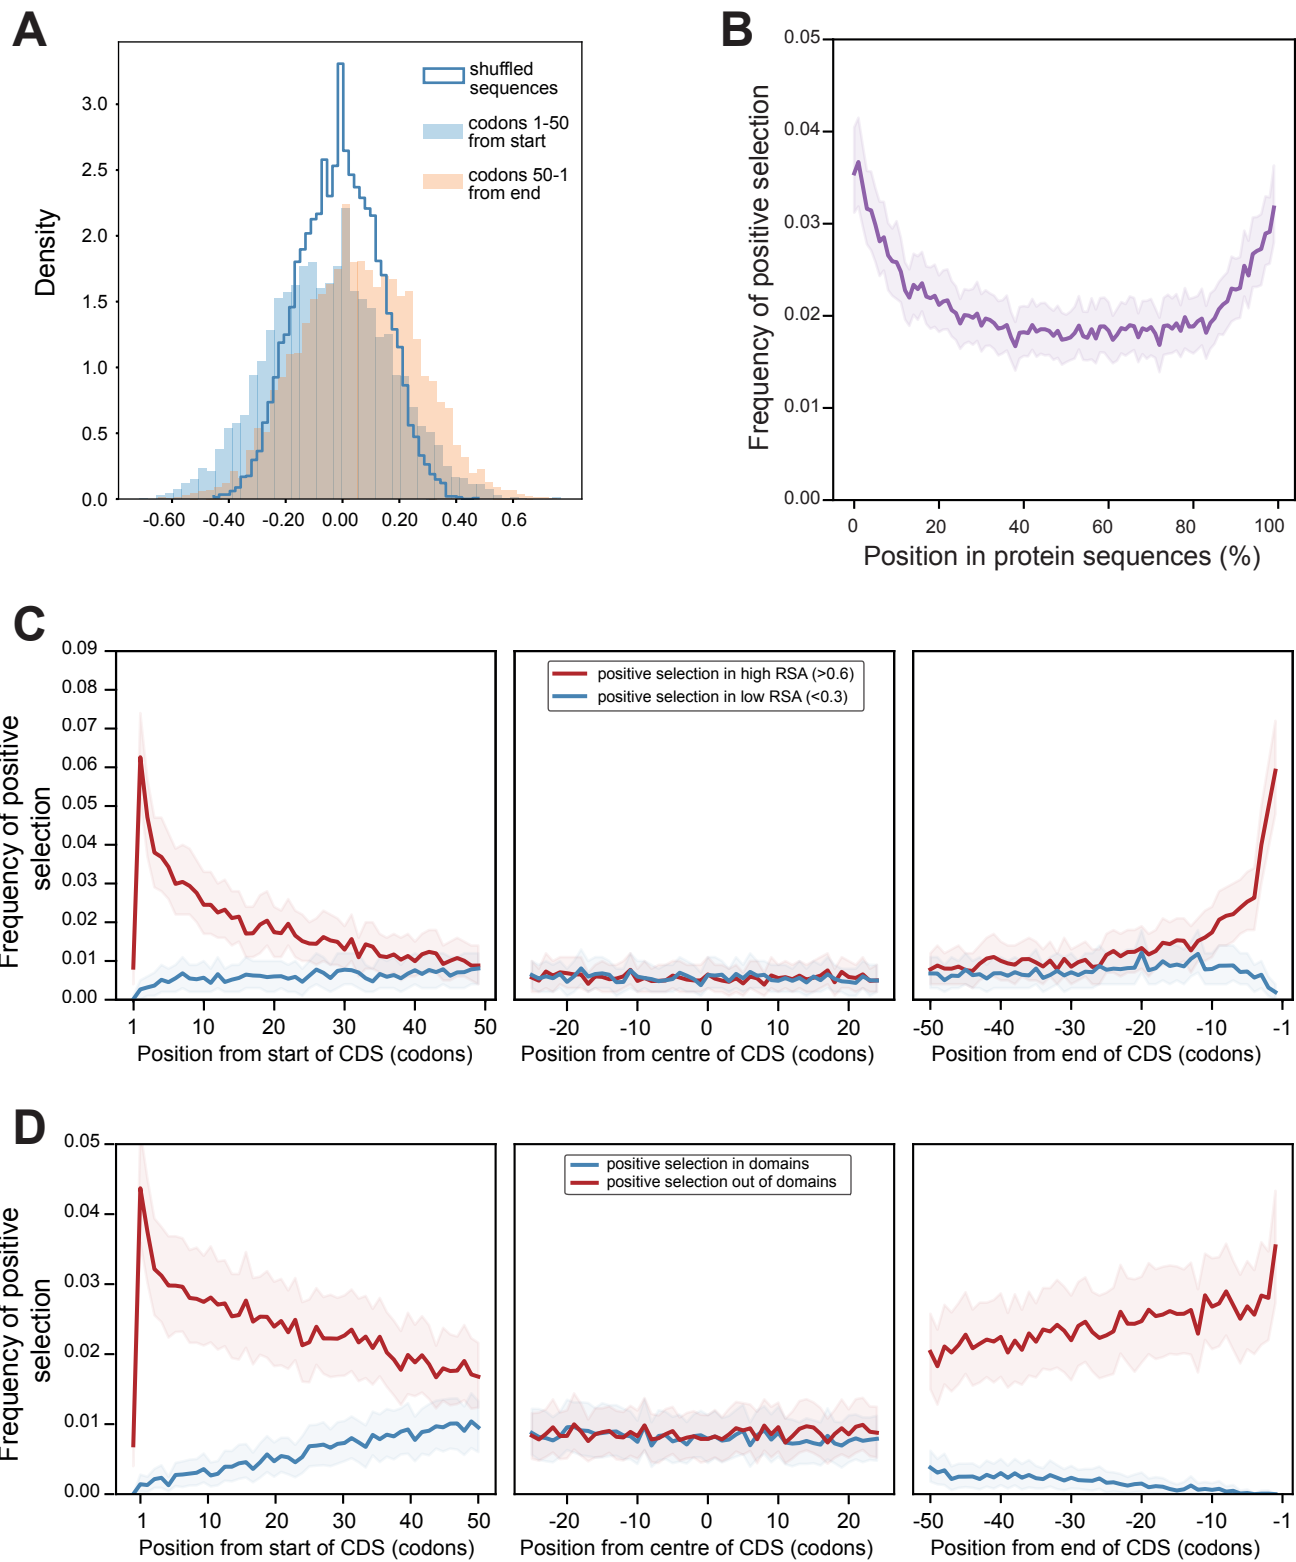 A
shuffled
sequences
codons 1-50
from start
codons 50-1
from end
Density
3.0
2.5
2.0
1.5
1.0
0.5
0.0
-0.60
-0.40
-0.20
0.00
0.20
0.40
0.6
B
Frequency of positive selection
0.05
0.04
0.03
0.02
0.01
0.00
0
20
40
60
80
100
Position in protein sequences (%)
C
Frequency of positive
selection
0.09
0.08
0.07
0.06
0.05
0.04
0.03
0.02
0.01
0.00
1
10
20
30
40
50
Position from start of CDS (codons)
positive selection in high RSA (>0.6)
positive selection in low RSA (<0.3)
-20
-10
0
10
20
Position from centre of CDS (codons)
-50
-40
-30
-20
-10
-1
Position from end of CDS (codons)
D
Frequency of positive
selection
0.05
0.04
0.03
0.02
0.01
0.00
1
10
20
30
40
50
Position from start of CDS (codons)
positive selection in domains
positive selection out of domains
-20
-10
0
10
20
Position from centre of CDS (codons)
-50
-40
-30
-20
-10
-1
Position from end of CDS (codons)